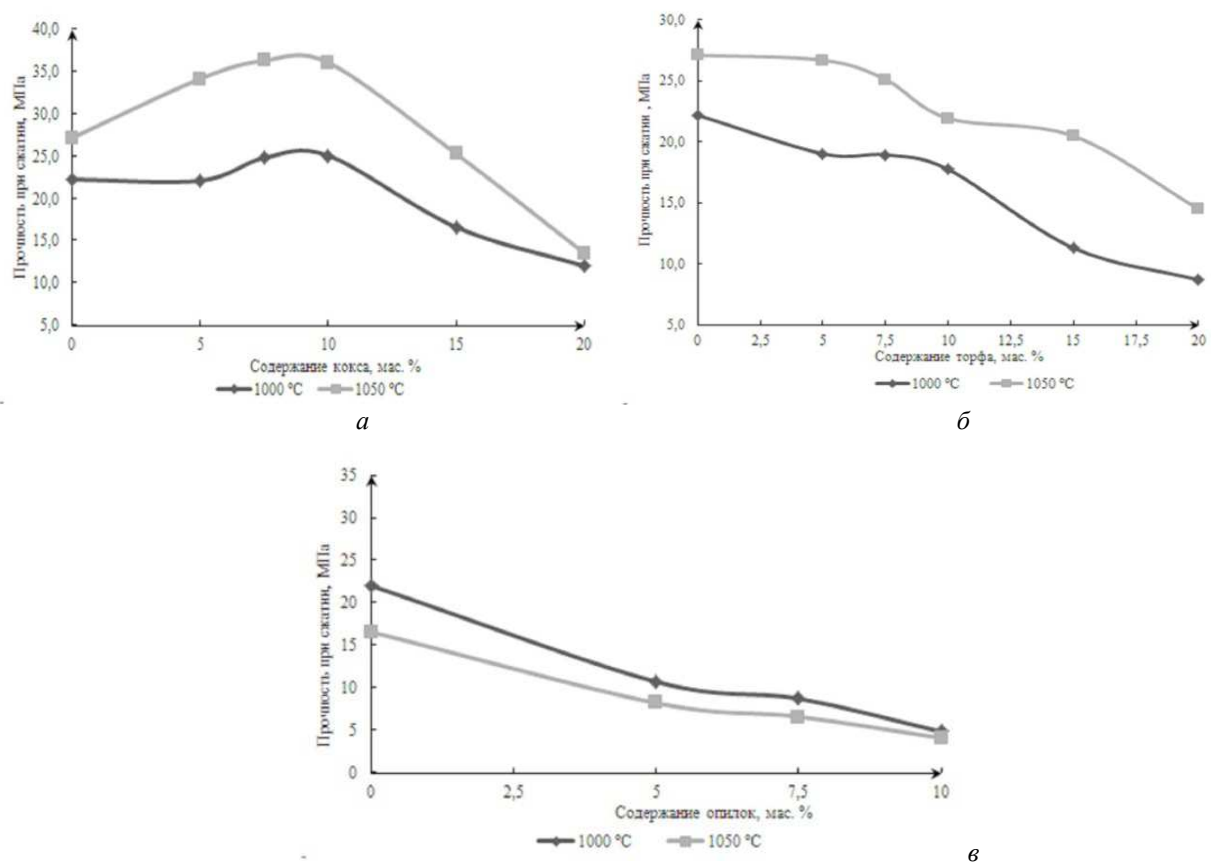 40,0
35,0
30,0
25,0
20,0
15,0
10,0
5,0
Прочность при сжатии, МПа
0 5 10 15 20
Содержание кокса, мас. %
1000 °C 1050 °C
а
30,0
25,0
20,0
15,0
10,0
5,0
Прочность при сжатии , МПа
0 2,5 5 7,5 10 12,5 15 17,5 20
Содержание торфа, мас. %
1000 °C 1050 °C
б
35
30
25
20
15
10
5
0
Прочность при сжатии, МПа
0 2,5 5 7,5 10
Содержание опилок, мас. %
1000 °C 1050 °C
в